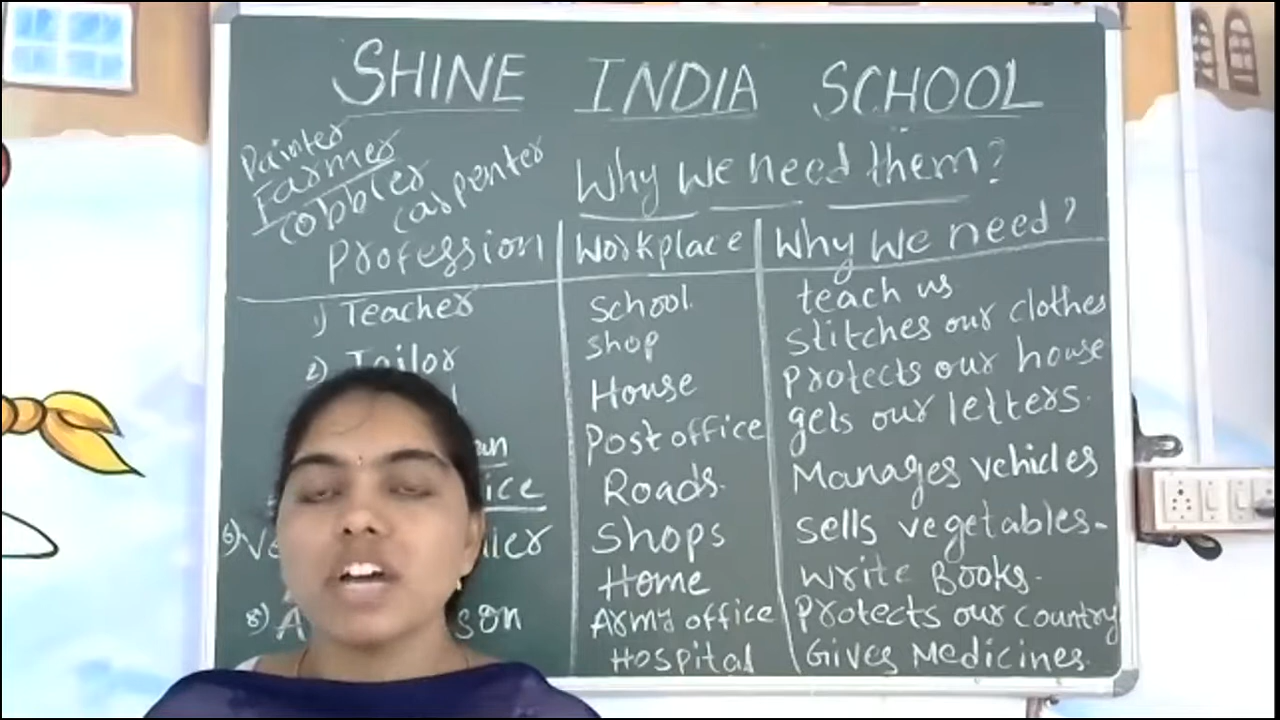 SHINE INDIA SCHOOL
Painter
Farmer
Cobbler
Carpenter
Why we need them?
Profession Workplace Why we need?
1) Teacher School teach us
2) Tailor Shop Stitches our clothes
House Protects our house
Post office gets our letters.
Roads. Manages vehicles
6) Shops sells vegetables-
Home Write Books.
8) Army office Protects our country
Hospital Gives Medicines.